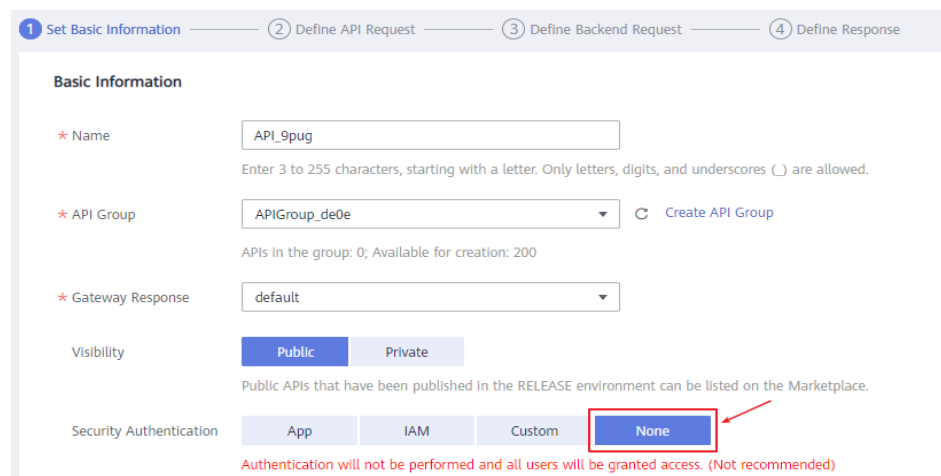 1 Set Basic Information 2 Define API Request 3 Define Backend Request 4 Define Response
Basic Information
* Name API_9pug
Enter 3 to 255 characters, starting with a letter. Only letters, digits, and underscores (_) are allowed.
* API Group APIGroup_de0e Create API Group
APIs in the group: 0; Available for creation: 200
* Gateway Response default
Visibility Public Private
Public APIs that have been published in the RELEASE environment can be listed on the Marketplace.
Security Authentication App IAM Custom None
Authentication will not be performed and all users will be granted access. (Not recommended)